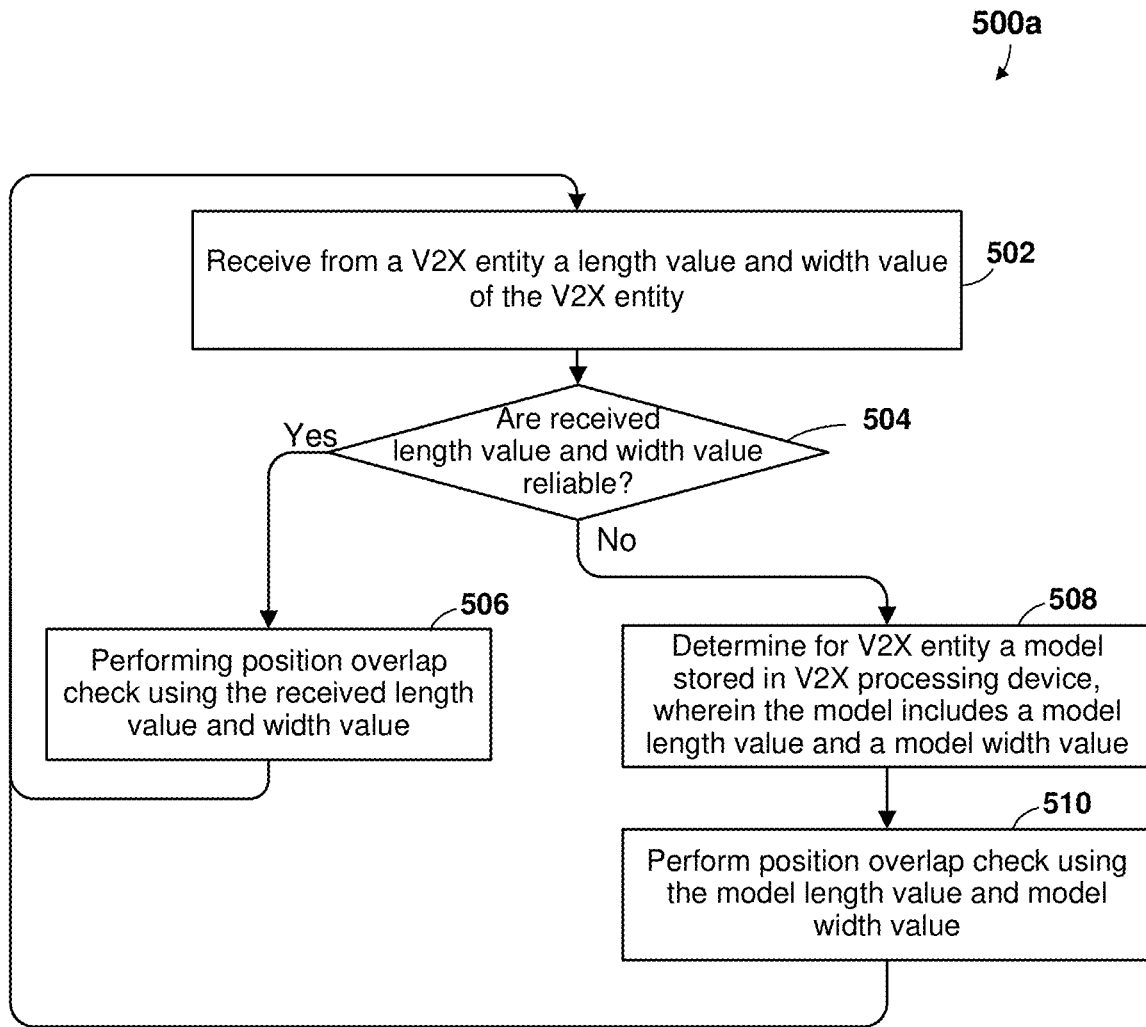 500a
Receive from a V2X entity a length value and width value
of the V2X entity
502
Are received
length value and width value
reliable?
504
Yes
No
506
Performing position overlap
check using the received length
value and width value
508
Determine for V2X entity a model
stored in V2X processing device,
wherein the model includes a model
length value and a model width value
510
Perform position overlap check using
the model length value and model
width value